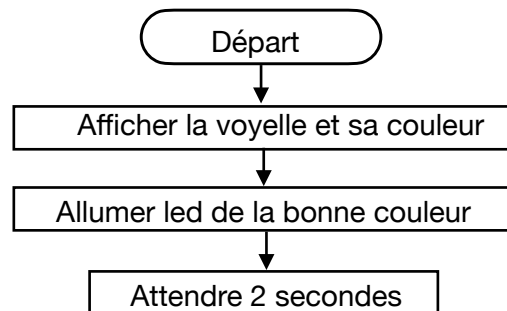 Départ
Afficher la voyelle et sa couleur
Allumer led de la bonne couleur
Attendre 2 secondes